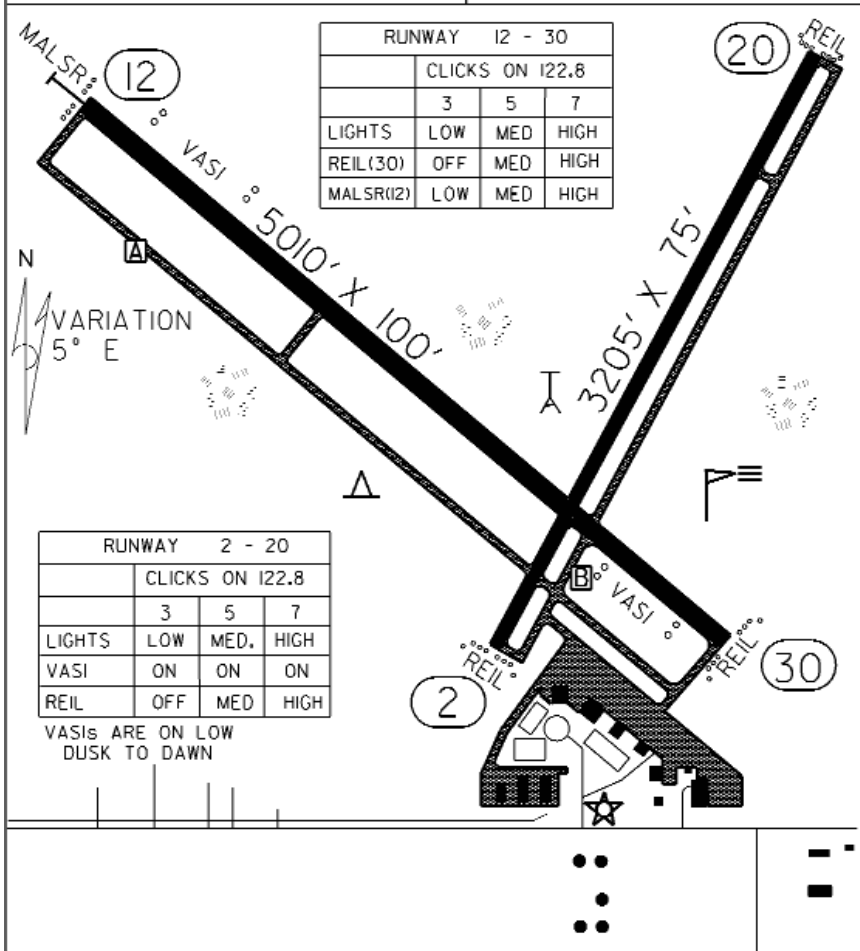 MALSR
12
RUNWAY 12 - 30
CLICKS ON 122.8
3 5 7
LIGHTS LOW MED HIGH
REIL(30) OFF MED HIGH
MALSR(12) LOW MED HIGH
20
REIL
VASI
5010' X 100'
3205' X 75'
A
N
VARIATION
5° E
RUNWAY 2 - 20
CLICKS ON 122.8
3 5 7
LIGHTS LOW MED. HIGH
VASI ON ON ON
REIL OFF MED HIGH
VASIs ARE ON LOW
DUSK TO DAWN
B
VASI
REIL
2
REIL
30